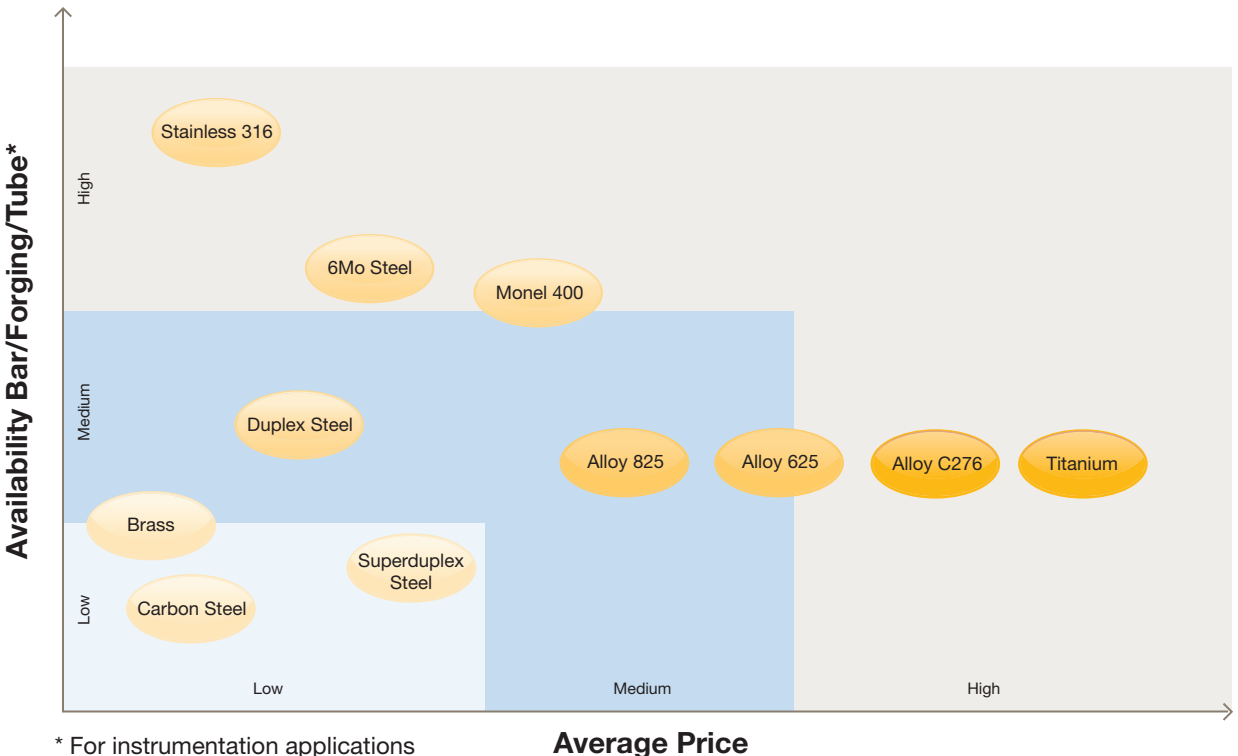 Availability Bar/Forging/Tube*
High
Medium
Low
Stainless 316
6Mo Steel
Monel 400
Duplex Steel
Alloy 825
Alloy 625
Alloy C276
Titanium
Brass
Superduplex
Steel
Carbon Steel
Low
Medium
High
* For instrumentation applications
Average Price